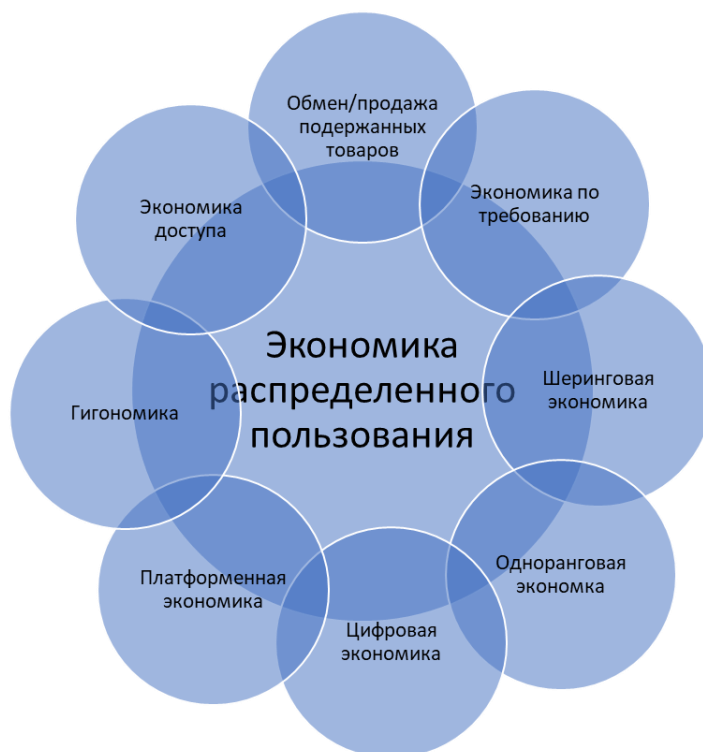 Обмен/продажа
подержанных
товаров
Экономика по
требованию
Шеринговая
экономика
Одноранговая
экономка
Цифровая
экономика
Платформенная
экономика
Гигономика
Экономика
доступа
Экономика
распределенного
пользования